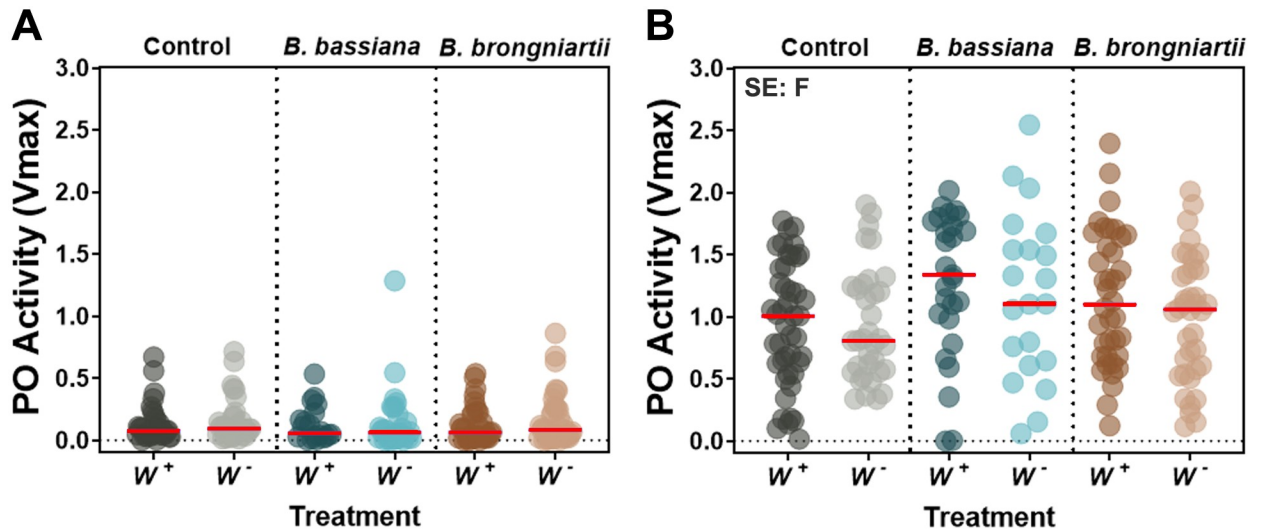 A
Control B. bassiana B. brongniartii
PO Activity (Vmax)
3.0
2.5
2.0
1.5
1.0
0.5
0.0
W+ W- W+ W- W+ W-
Treatment
B
Control B. bassiana B. brongniartii
SE: F
PO Activity (Vmax)
3.0
2.5
2.0
1.5
1.0
0.5
0.0
W+ W- W+ W- W+ W-
Treatment